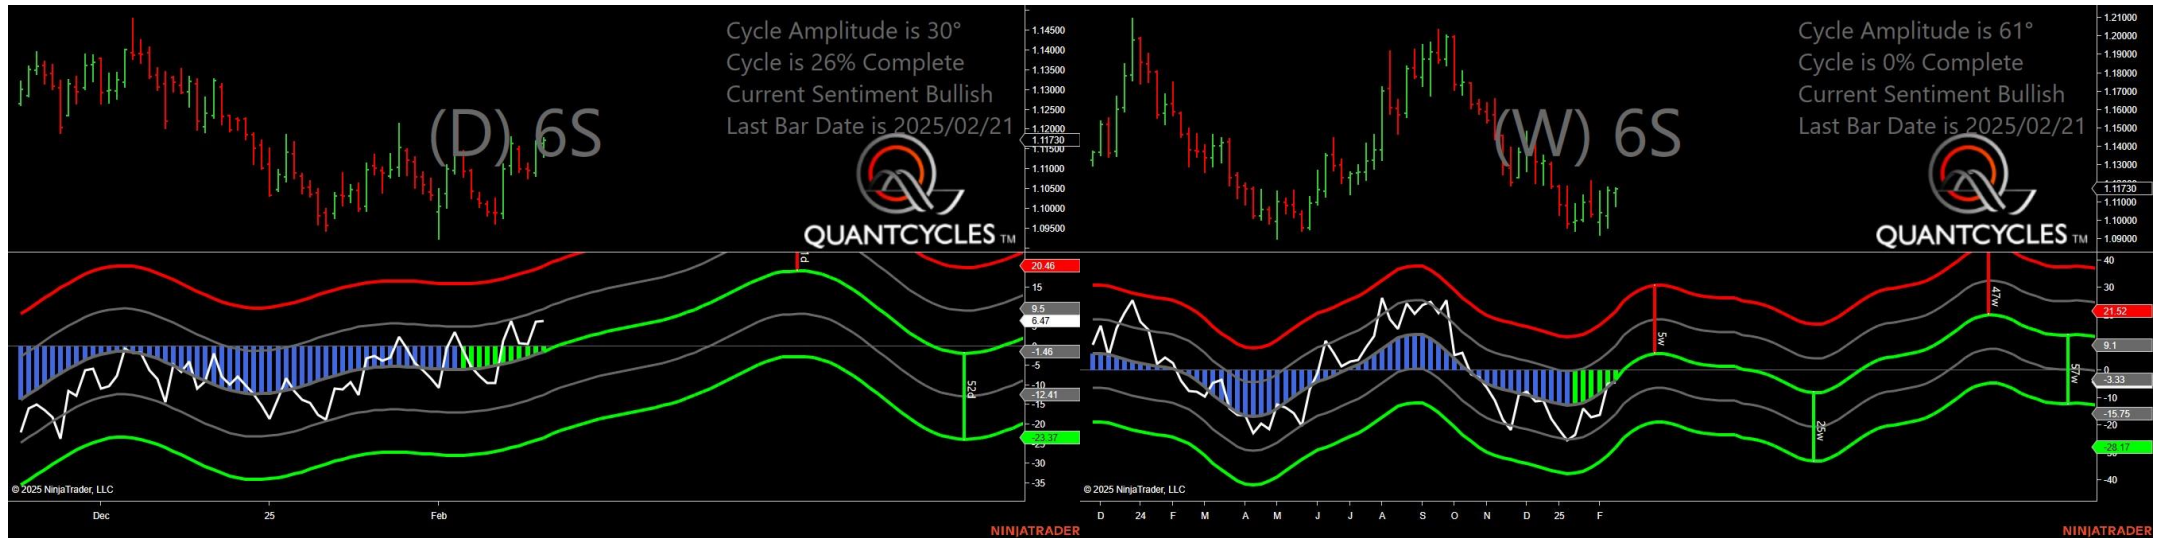 Cycle Amplitude is 30°
Cycle is 26% Complete
Current Sentiment Bullish
Last Bar Date is 2025/02/21
(D) 6S
QUANTCYCLES TM
1.14500
1.14000
1.13500
1.13000
1.12500
1.12000
1.11730
1.11500
1.11000
1.10500
1.10000
1.09500
20.46
15
9.5
6.47
0
-1.46
-5
-10
-12.41
-15
-20
-23.37
-30
-35
52d
© 2025 NinjaTrader, LLC
Dec
25
Feb
NINJATRADER
Cycle Amplitude is 61°
Cycle is 0% Complete
Current Sentiment Bullish
Last Bar Date is 2025/02/21
(W) 6S
QUANTCYCLES TM
1.21000
1.20000
1.19000
1.18000
1.17000
1.16000
1.15000
1.14000
1.13000
1.11730
1.11000
1.10000
1.09000
40
30
21.52
9.1
0
-3.33
-10
-15.75
-20
-28.17
-40
5w
25w
47w
57w
© 2025 NinjaTrader, LLC
D
24
F
M
A
M
J
J
A
S
O
N
D
25
F
NINJATRADER